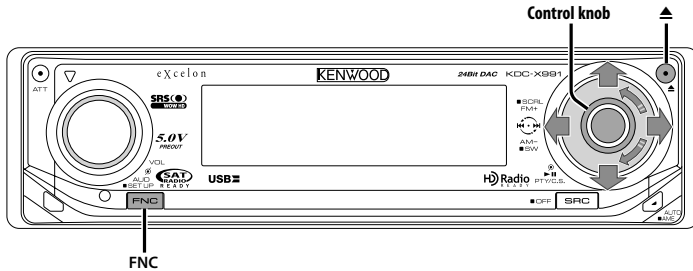 Control knob
eXcelon
KENWOOD
24Bit DAC KDC-X991
ATT
SRS
WOW HD
5.0V
PREOUT
VOL
AUD
SET UP
SAT
RADIO
READY
USB
SCRL
FM+
AM–
SW
HD Radio
READY
PTY/C.S.
FNC
OFF
SRC
AUTO
AME
FNC